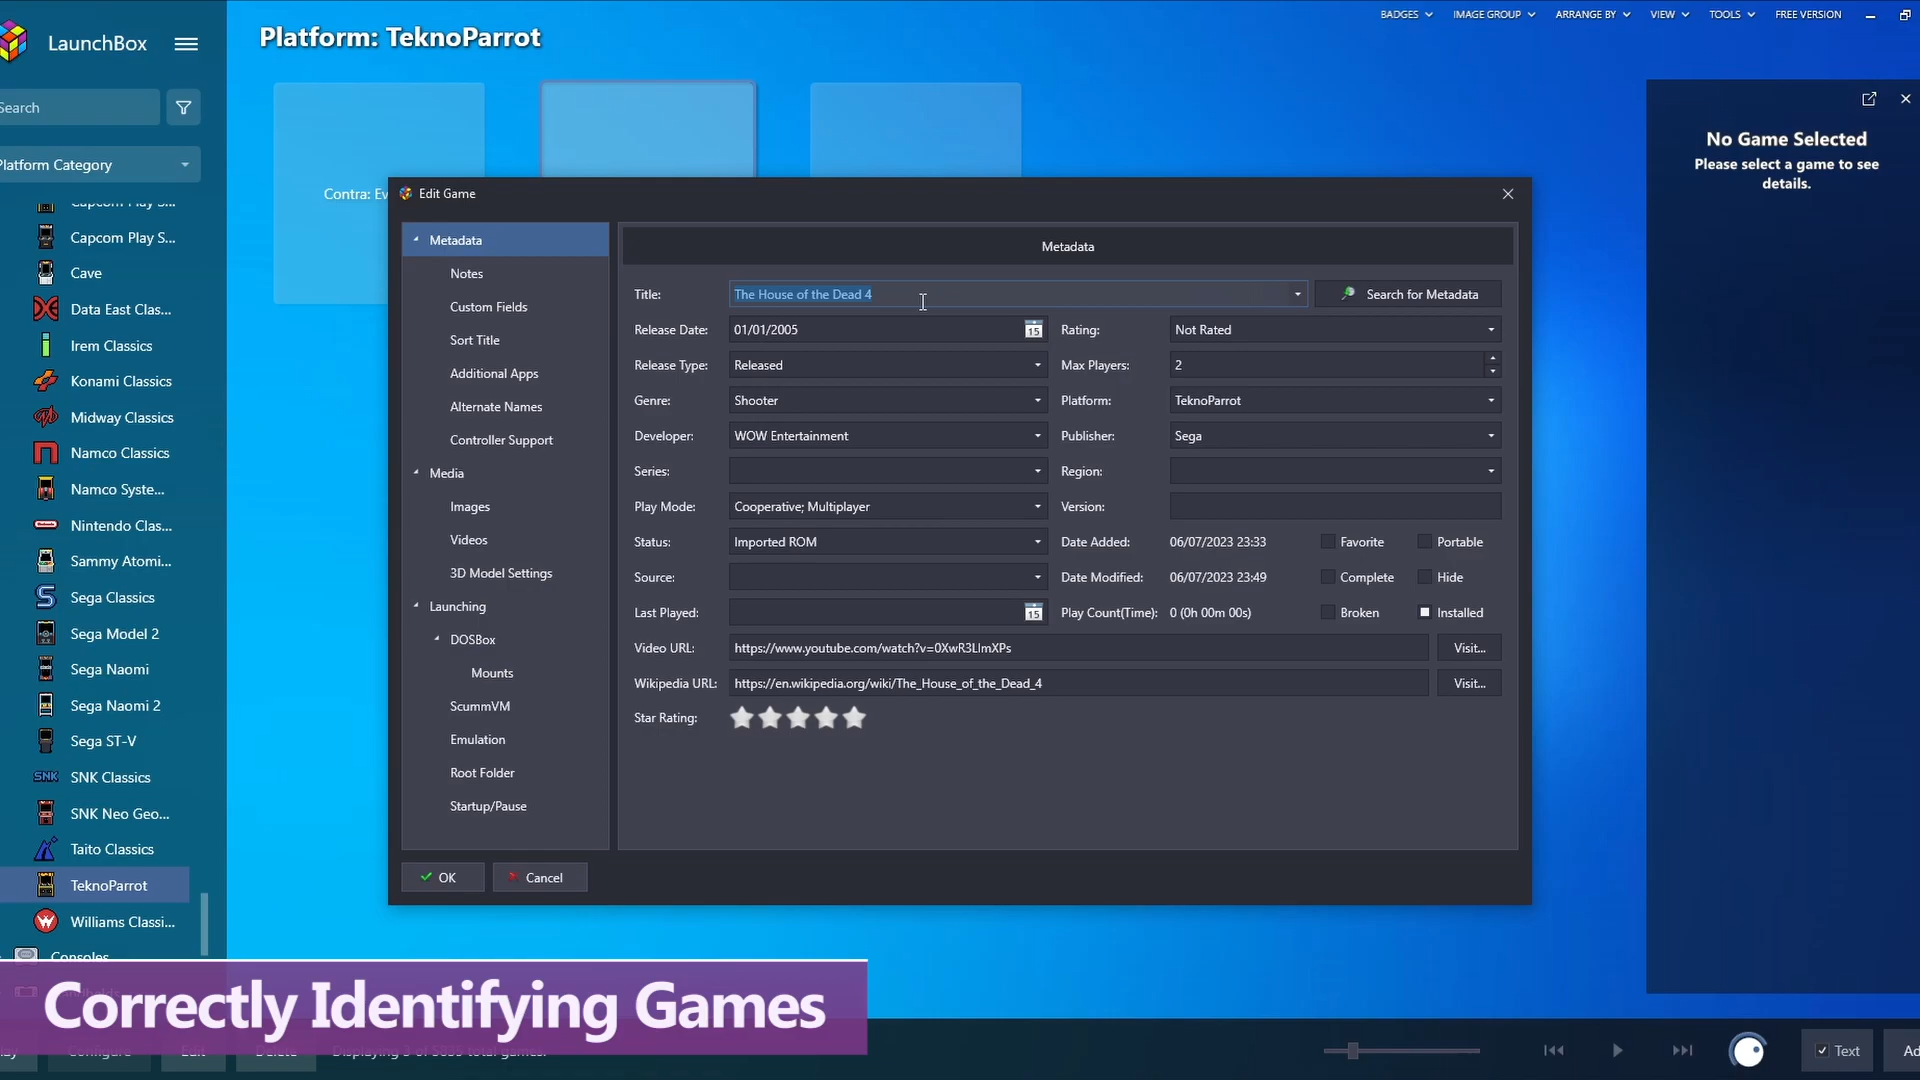 LaunchBox
Platform: TeknoParrot
BADGES
IMAGE GROUP
ARRANGE BY
VIEW
TOOLS
FREE VERSION
Search
Platform Category
Capcom Play S...
Capcom Play S...
Cave
Data East Clas...
Irem Classics
Konami Classics
Midway Classics
Namco Classics
Namco Syste...
Nintendo Clas...
Sammy Atomi...
Sega Classics
Sega Model 2
Sega Naomi
Sega Naomi 2
Sega ST-V
SNK Classics
SNK Neo Geo...
Taito Classics
TeknoParrot
Williams Classi...
Consoles
Contra: Ev
No Game Selected
Please select a game to see
details.
Edit Game
Metadata
Notes
Custom Fields
Sort Title
Additional Apps
Alternate Names
Controller Support
Media
Images
Videos
3D Model Settings
Launching
DOSBox
Mounts
ScummVM
Emulation
Root Folder
Startup/Pause
Metadata
Title: The House of the Dead 4 Search for Metadata
Release Date: 01/01/2005 15 Rating: Not Rated
Release Type: Released Max Players: 2
Genre: Shooter Platform: TeknoParrot
Developer: WOW Entertainment Publisher: Sega
Series: Region:
Play Mode: Cooperative; Multiplayer Version:
Status: Imported ROM Date Added: 06/07/2023 23:33 Favorite Portable
Source: Date Modified: 06/07/2023 23:49 Complete Hide
Last Played: 15 Play Count(Time): 0 (0h 00m 00s) Broken Installed
Video URL: https://www.youtube.com/watch?v=0XwR3LlmXPs Visit...
Wikipedia URL: https://en.wikipedia.org/wiki/The_House_of_the_Dead_4 Visit...
Star Rating:
OK Cancel
Correctly Identifying Games
Configure Edit Delete
Text